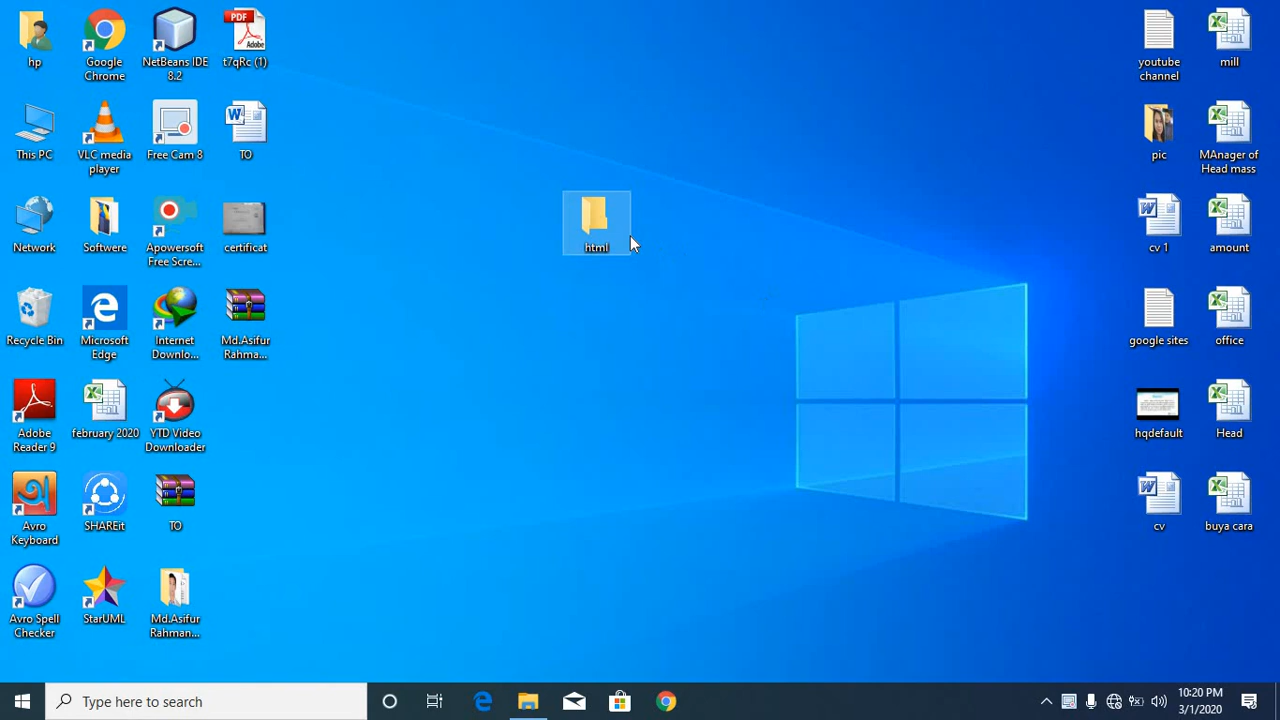 hp
Google
Chrome
NetBeans IDE
8.2
PDF
Adobe
t7qRc (1)
This PC
VLC media
player
Free Cam 8
TO
Network
Softwere
Apowersoft
Free Scre...
certificat
Recycle Bin
Microsoft
Edge
Internet
Downlo...
Md.Asifur
Rahma...
Adobe
Reader 9
february 2020
YTD Video
Downloader
Avro
Keyboard
SHAREit
TO
Avro Spell
Checker
StarUML
Md.Asifur
Rahman...
html
youtube
channel
mill
pic
MAnager of
Head mass
cv 1
amount
google sites
office
hqdefault
Head
cv
buya cara
Type here to search
10:20 PM
3/1/2020